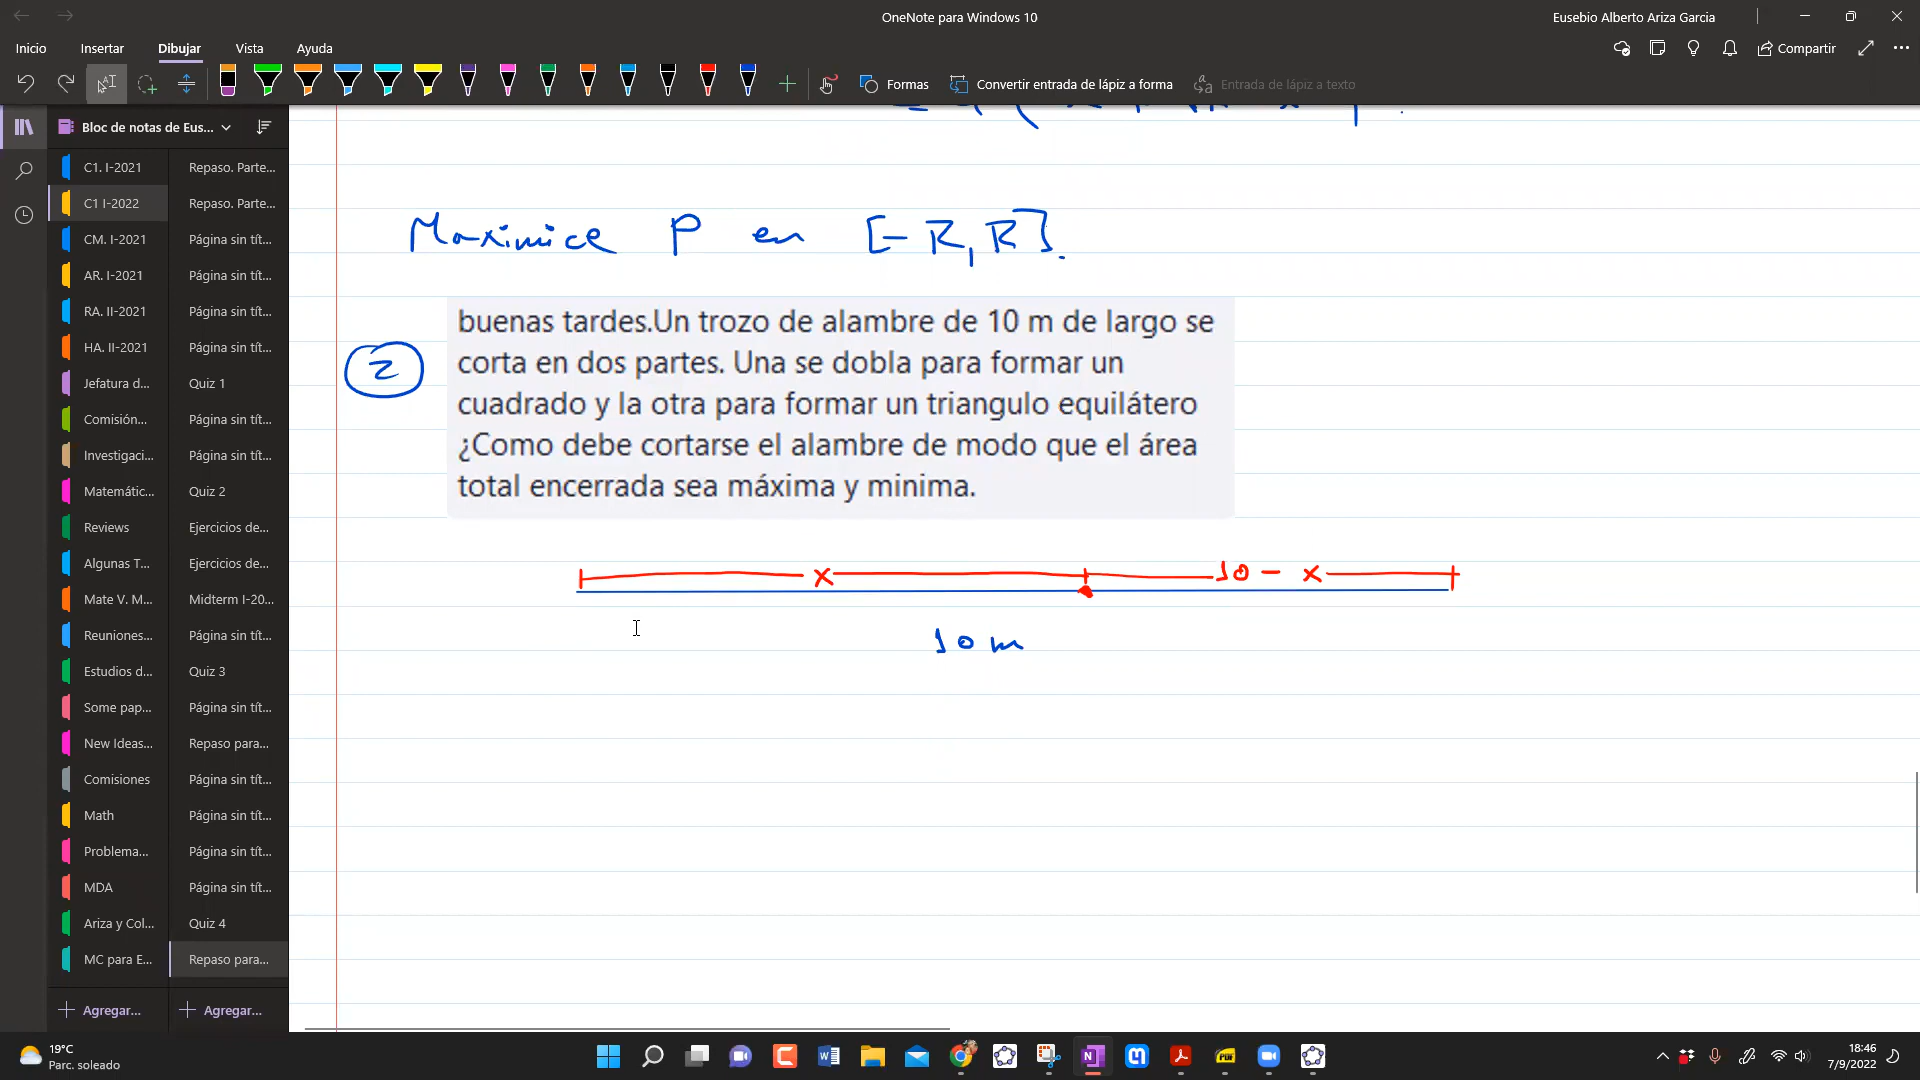 OneNote para Windows 10
Eusebio Alberto Ariza Garcia
Inicio
Insertar
Dibujar
Vista
Ayuda
Compartir
Formas
Convertir entrada de lápiz a forma
Entrada de lápiz a texto
Bloc de notas de Eus...
C1. I-2021
C1 I-2022
CM. I-2021
AR. I-2021
RA. II-2021
HA. II-2021
Jefatura d...
Comisión...
Investigaci...
Matemátic...
Reviews
Algunas T...
Mate V. M...
Reuniones...
Estudios d...
Some pap...
New Ideas...
Comisiones
Math
Problema...
MDA
Ariza y Col...
MC para E...
Agregar...
Repaso. Parte...
Repaso. Parte...
Página sin tít...
Página sin tít...
Página sin tít...
Página sin tít...
Quiz 1
Página sin tít...
Página sin tít...
Quiz 2
Ejercicios de...
Ejercicios de...
Midterm I-20...
Página sin tít...
Quiz 3
Página sin tít...
Repaso para...
Página sin tít...
Página sin tít...
Página sin tít...
Página sin tít...
Quiz 4
Repaso para...
Agregar...
Maximice P en [-R, R].
2
buenas tardes.Un trozo de alambre de 10 m de largo se
corta en dos partes. Una se dobla para formar un
cuadrado y la otra para formar un triangulo equilátero
¿Como debe cortarse el alambre de modo que el área
total encerrada sea máxima y minima.
x
10 - x
10 m
19°C
Parc. soleado
18:46
7/9/2022